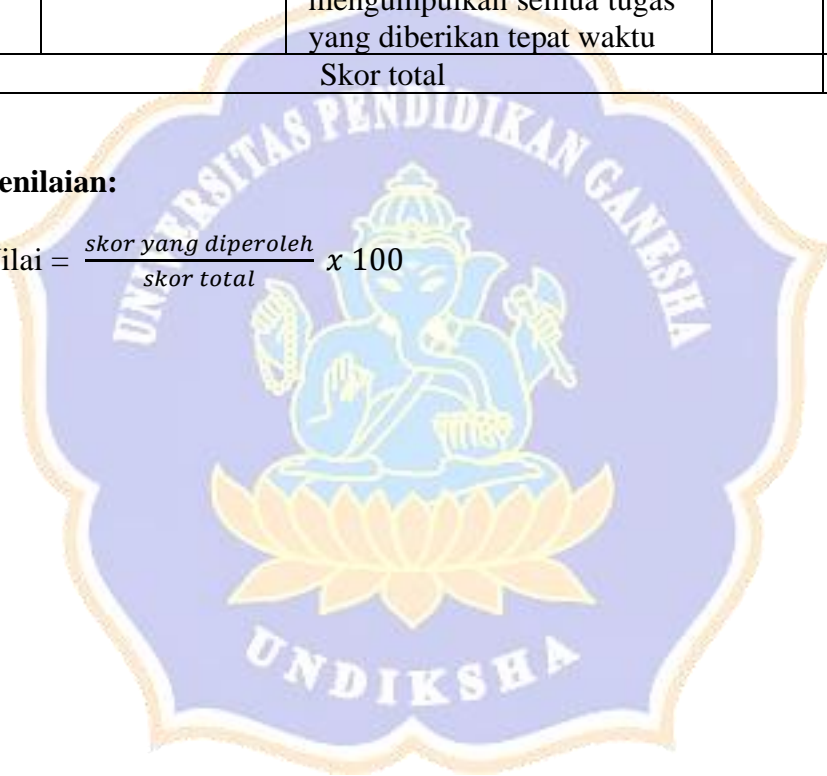 mengumpulkan semua tugas
yang diberikan tepat waktu
Skor total
enilaian:
ilai = skor yang diperoleh / skor total x 100
UNIVERSITAS PENDIDIKAN GANESHA
UNDIKSHA